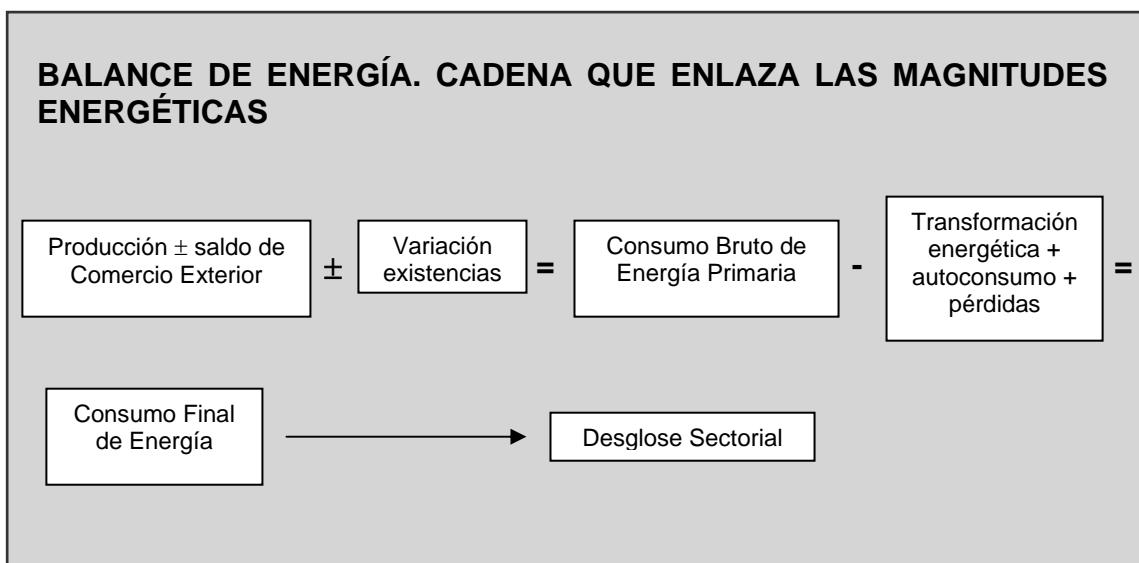 BALANCE DE ENERGÍA. CADENA QUE ENLAZA LAS MAGNITUDES
ENERGÉTICAS
Producción ± saldo de
Comercio Exterior
±
Variación
existencias
=
Consumo Bruto de
Energía Primaria
-
Transformación
energética +
autoconsumo +
pérdidas
=
Consumo Final
de Energía
Desglose Sectorial